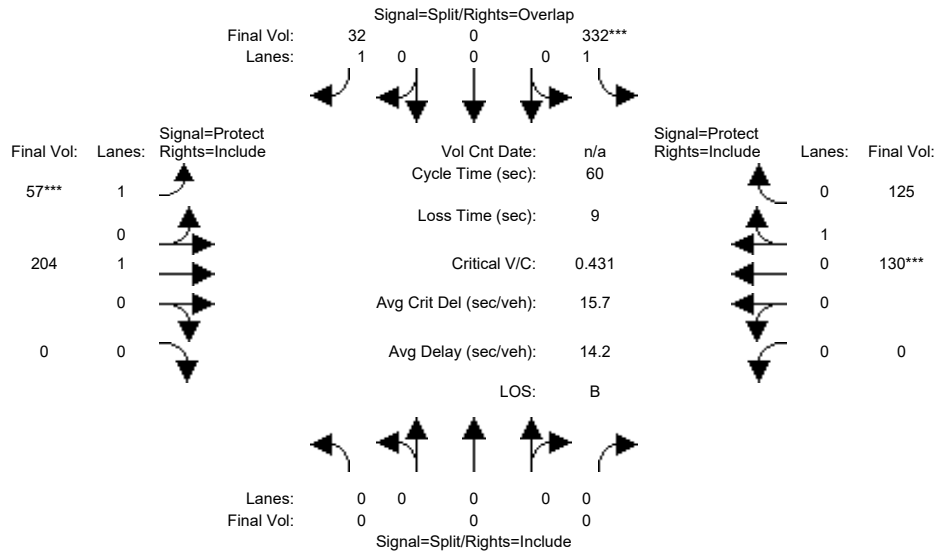 Signal=Split/Rights=Overlap
Final Vol: 32 0 332***
Lanes: 1 0 0 0 1
Signal=Protect
Final Vol: Lanes: Rights=Include
Vol Cnt Date: n/a
Signal=Protect
Rights=Include Lanes: Final Vol:
Cycle Time (sec): 60
57*** 1
0 125
Loss Time (sec): 9
0
1
204 1
Critical V/C: 0.431
0 130***
0
Avg Crit Del (sec/veh): 15.7
0
0 0
Avg Delay (sec/veh): 14.2
0 0
LOS: B
Lanes: 0 0 0 0 0
Final Vol: 0 0 0
Signal=Split/Rights=Include